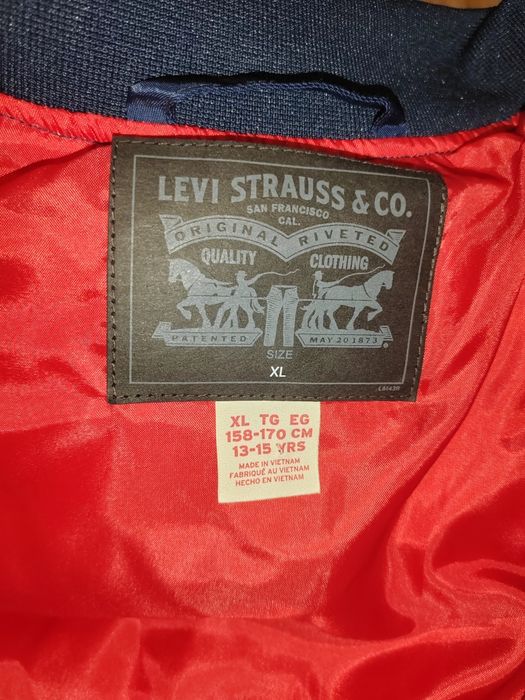 LEVI STRAUSS & CO.
SAN FRANCISCO
CAL.
ORIGINAL RIVETED
QUALITY CLOTHING
PATENTED MAY 20 1873
SIZE
XL
XL TG EG
158-170 CM
13-15 YRS
MADE IN VIETNAM
FABRIQUÉ AU VIETNAM
HECHO EN VIETNAM